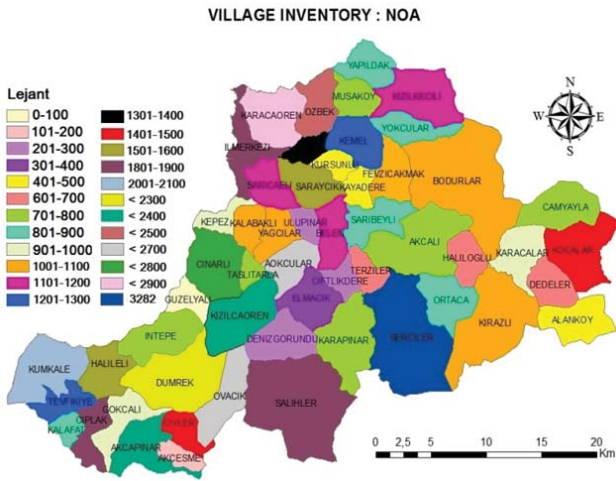 VILLAGE INVENTORY : NOA
Lejant
0-100
101-200
201-300
301-400
401-500
601-700
701-800
801-900
901-1000
1001-1100
1101-1200
1201-1300
1301-1400
1401-1500
1501-1600
1801-1900
2001-2100
< 2300
< 2400
< 2500
< 2700
< 2800
< 2900
3282
N
W
E
S
YAPILDAK
KARACAOREN
OZBEK
MUSAKOY
KIZILKECILI
ILMERKEZI
KEMEL
YOKCULAR
KURSUNLU
SARICAELI
SARAYCIK
KAYADERE
FEVZICAKMAK
BODURLAR
KEPEZ
KALABAKLI
YAGCILAR
ULUPINAR
BELEN
SARIBEYLI
CAMYAYLA
CINARLI
TASLITARLA
AOKCULAR
CIFTLIKDERE
TERZILER
AKCALI
HALILOGLU
KARACALAR
KOCALAR
DEDELER
GUZELYALI
KIZILCAOREN
ELMACIK
ORTACA
ALANKOY
INTEPE
DENIZGORUNDU
KARAPINAR
SERCILER
KIRAZLI
KUMKALE
HALILELI
DUMREK
OVACIK
SALIHLER
TEVFIKIYE
CIPLAK
GOKCALI
KALAFAT
CIVLER
AKCAPINAR
AKCESME
0 2,5 5 10 15 20
Km